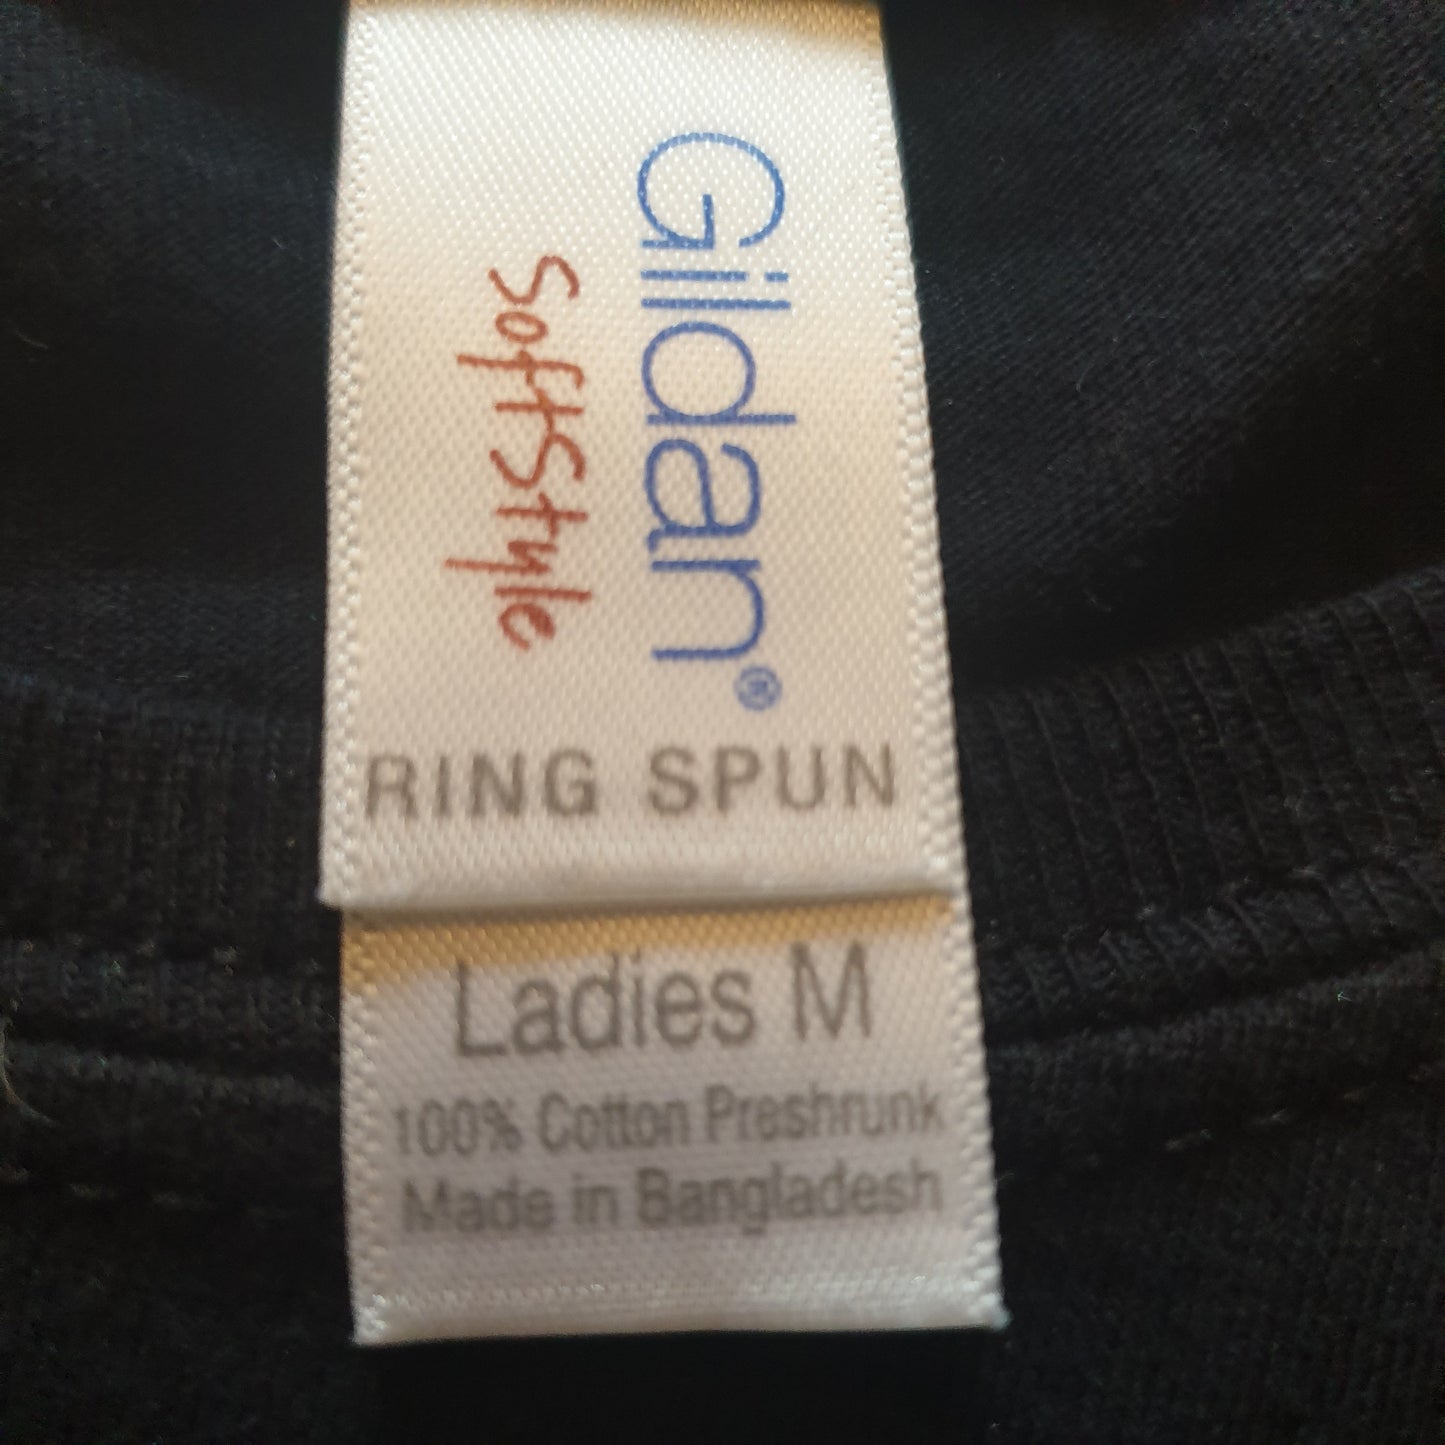 Gildan®
SoftStyle
RING SPUN
Ladies M
100% Cotton Preshrunk
Made in Bangladesh